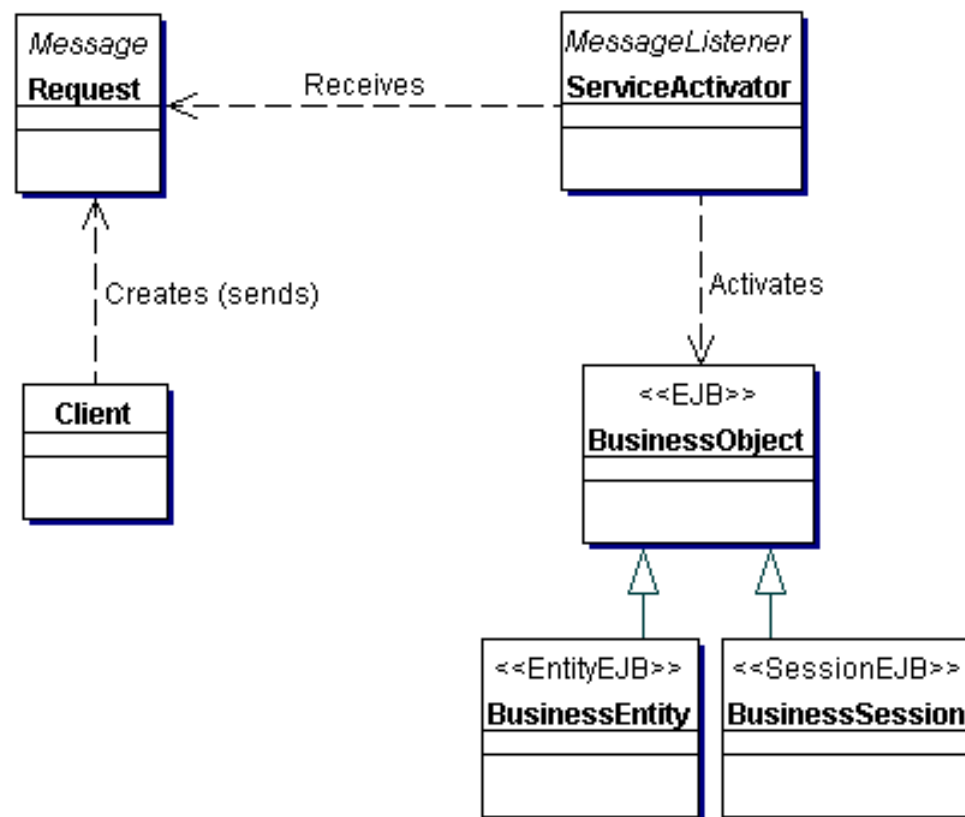 Message
Request
Receives
MessageListener
ServiceActivator
Creates (sends)
Activates
Client
<<EJB>>
BusinessObject
<<EntityEJB>>
BusinessEntity
<<SessionEJB>>
BusinessSession